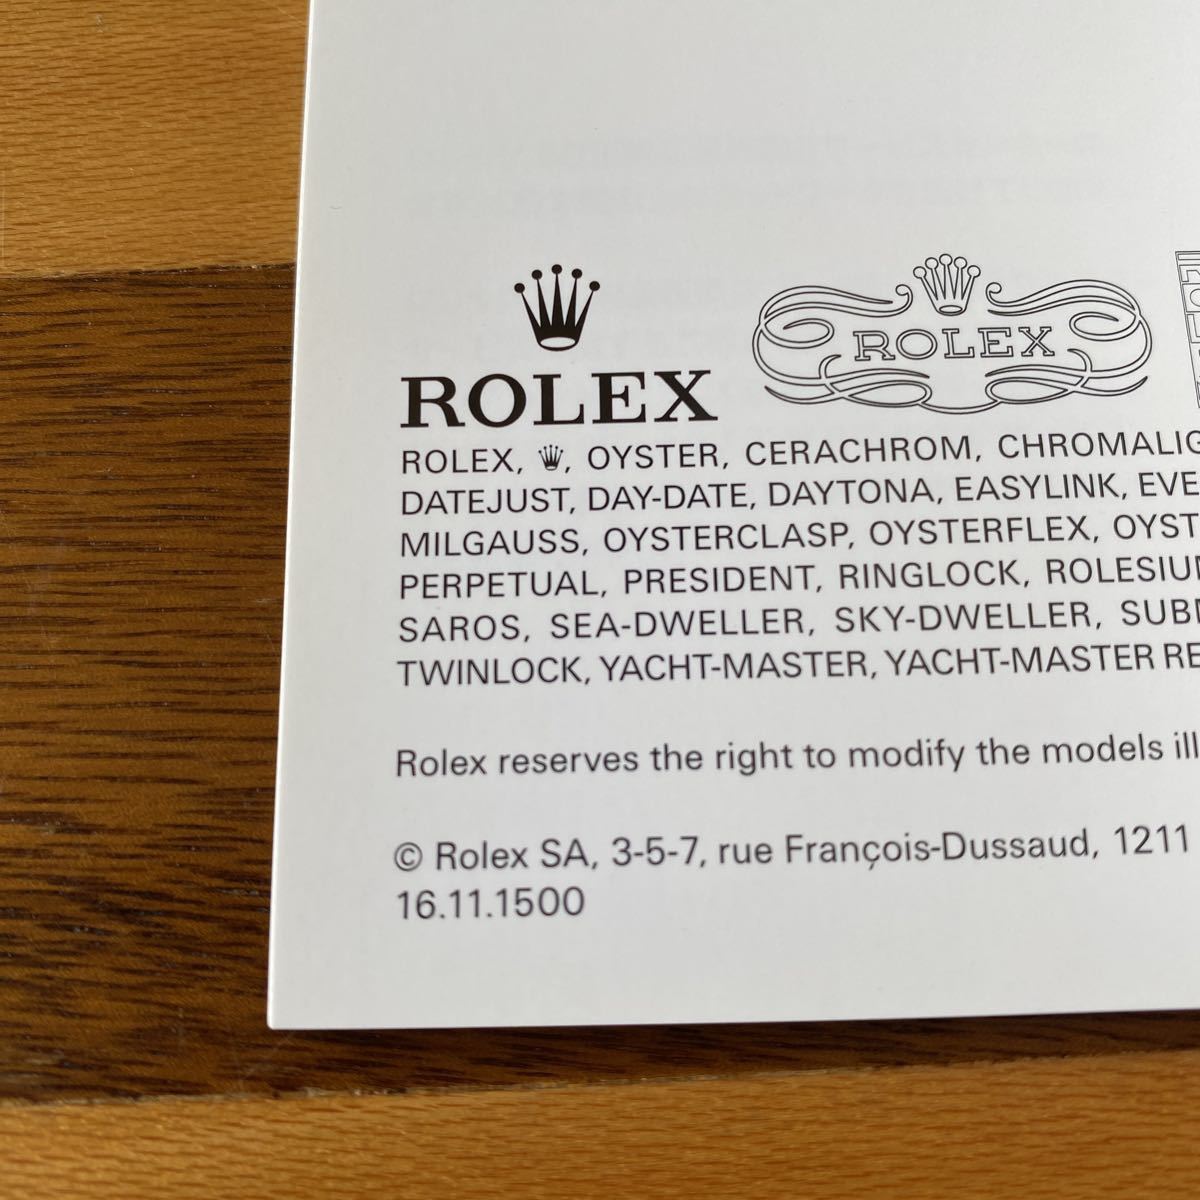 ROLEX
ROLEX
ROLEX, OYSTER, CERACHROM, CHROMALIG
DATEJUST, DAY-DATE, DAYTONA, EASYLINK, EVE
MILGAUSS, OYSTERCLASP, OYSTERFLEX, OYST
PERPETUAL, PRESIDENT, RINGLOCK, ROLESIU
SAROS, SEA-DWELLER, SKY-DWELLER, SUB
TWINLOCK, YACHT-MASTER, YACHT-MASTER RE
Rolex reserves the right to modify the models ill
© Rolex SA, 3-5-7, rue François-Dussaud, 1211
16.11.1500